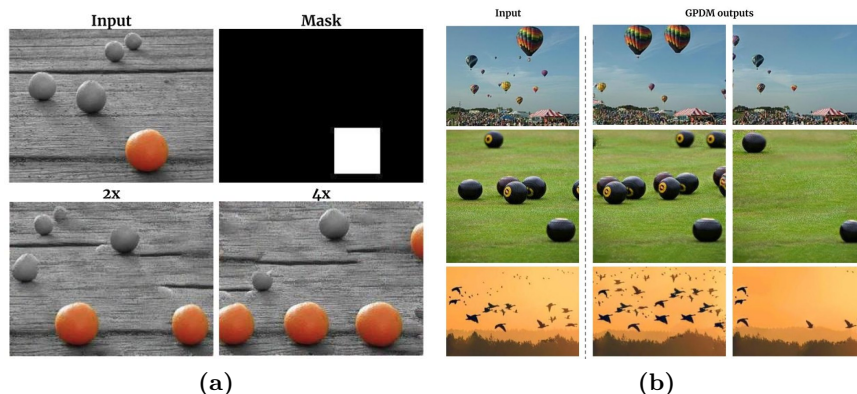 Input
Mask
2x
4x
(a)
Input
GPDM outputs
(b)